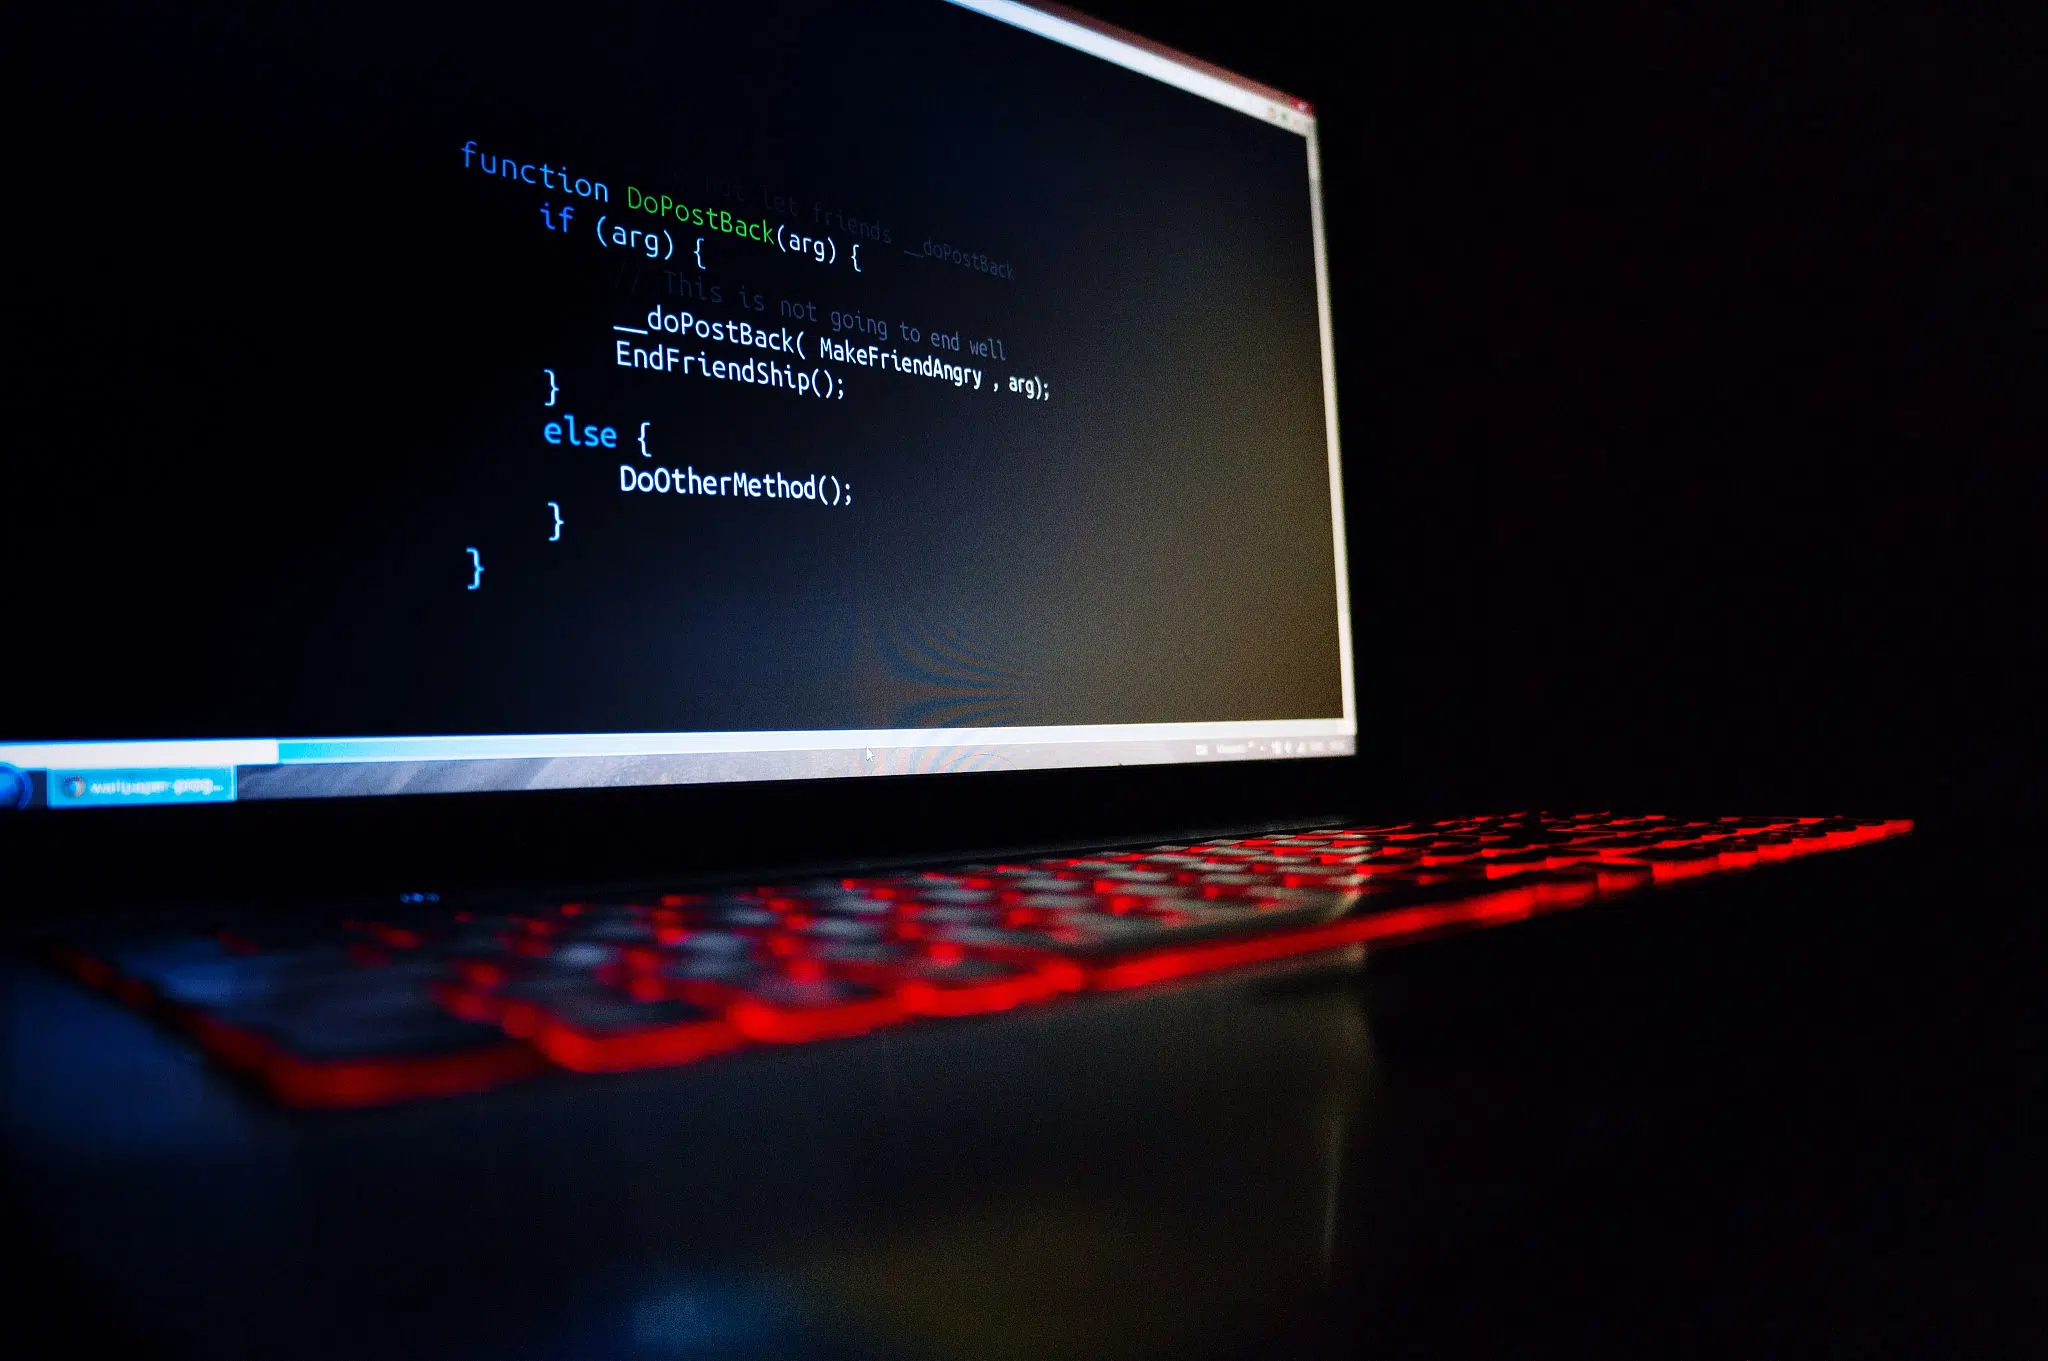 not let friends __doPostBack
function DoPostBack(arg) {
if (arg) {
// This is not going to end well
__doPostBack( MakeFriendAngry , arg);
EndFriendShip();
}
else {
DoOtherMethod();
}
}
wallpaper-prog...